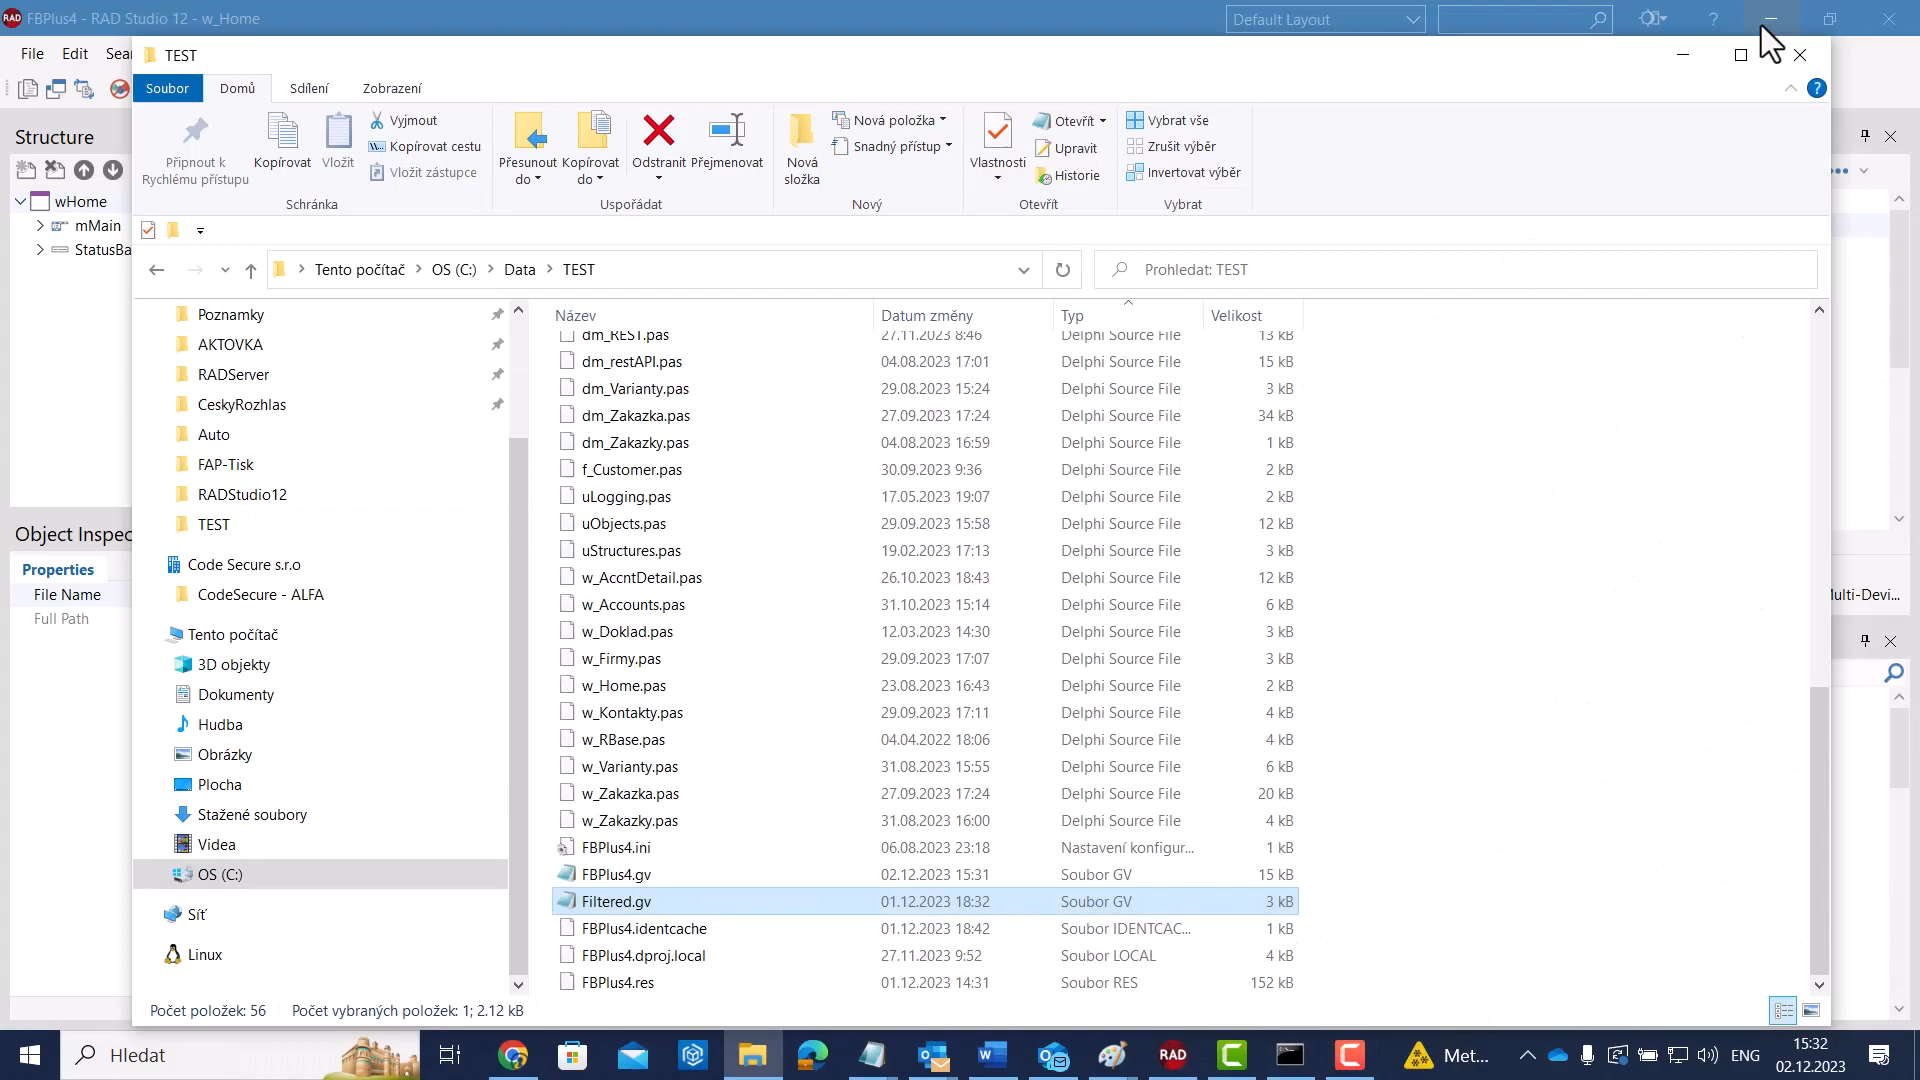 FBPlus4 - RAD Studio 12 - w_Home
Default Layout
File Edit Sear
TEST
Soubor Domů Sdílení Zobrazení
Připnout k Rychlému přístupu
Kopírovat
Vložit
Vyjmout
Kopírovat cestu
Vložit zástupce
Schránka
Přesunout do
Kopírovat do
Odstranit
Přejmenovat
Uspořádat
Nová složka
Nová položka
Snadný přístup
Nový
Vlastnosti
Otevřít
Upravit
Historie
Otevřít
Vybrat vše
Zrušit výběr
Invertovat výběr
Vybrat
Structure
wHome
mMain
StatusBa
Object Inspec
Properties
File Name
Full Path
ulti-Devi...
Tento počítač > OS (C:) > Data > TEST
Prohledat: TEST
Poznamky
AKTOVKA
RADServer
CeskyRozhlas
Auto
FAP-Tisk
RADStudio12
TEST
Code Secure s.r.o
CodeSecure - ALFA
Tento počítač
3D objekty
Dokumenty
Hudba
Obrázky
Plocha
Stažené soubory
Videa
OS (C:)
Síť
Linux
Název Datum změny Typ Velikost
dm_REST.pas 27.11.2023 8:46 Delphi Source File 13 kB
dm_restAPI.pas 04.08.2023 17:01 Delphi Source File 15 kB
dm_Varianty.pas 29.08.2023 15:24 Delphi Source File 3 kB
dm_Zakazka.pas 27.09.2023 17:24 Delphi Source File 34 kB
dm_Zakazky.pas 04.08.2023 16:59 Delphi Source File 1 kB
f_Customer.pas 30.09.2023 9:36 Delphi Source File 2 kB
uLogging.pas 17.05.2023 19:07 Delphi Source File 2 kB
uObjects.pas 29.09.2023 15:58 Delphi Source File 12 kB
uStructures.pas 19.02.2023 17:13 Delphi Source File 3 kB
w_AccntDetail.pas 26.10.2023 18:43 Delphi Source File 12 kB
w_Accounts.pas 31.10.2023 15:14 Delphi Source File 6 kB
w_Doklad.pas 12.03.2023 14:30 Delphi Source File 3 kB
w_Firmy.pas 29.09.2023 17:07 Delphi Source File 3 kB
w_Home.pas 23.08.2023 16:43 Delphi Source File 2 kB
w_Kontakty.pas 29.09.2023 17:11 Delphi Source File 4 kB
w_RBase.pas 04.04.2022 18:06 Delphi Source File 4 kB
w_Varianty.pas 31.08.2023 15:55 Delphi Source File 6 kB
w_Zakazka.pas 27.09.2023 17:24 Delphi Source File 20 kB
w_Zakazky.pas 31.08.2023 16:00 Delphi Source File 4 kB
FBPlus4.ini 06.08.2023 23:18 Nastavení konfigur... 1 kB
FBPlus4.gv 02.12.2023 15:31 Soubor GV 15 kB
Filtered.gv 01.12.2023 18:32 Soubor GV 3 kB
FBPlus4.identcache 01.12.2023 18:42 Soubor IDENTCAC... 1 kB
FBPlus4.dproj.local 27.11.2023 9:52 Soubor LOCAL 4 kB
FBPlus4.res 01.12.2023 14:31 Soubor RES 152 kB
Počet položek: 56 Počet vybraných položek: 1; 2.12 kB
Hledat
RAD
Met...
ENG
15:32
02.12.2023